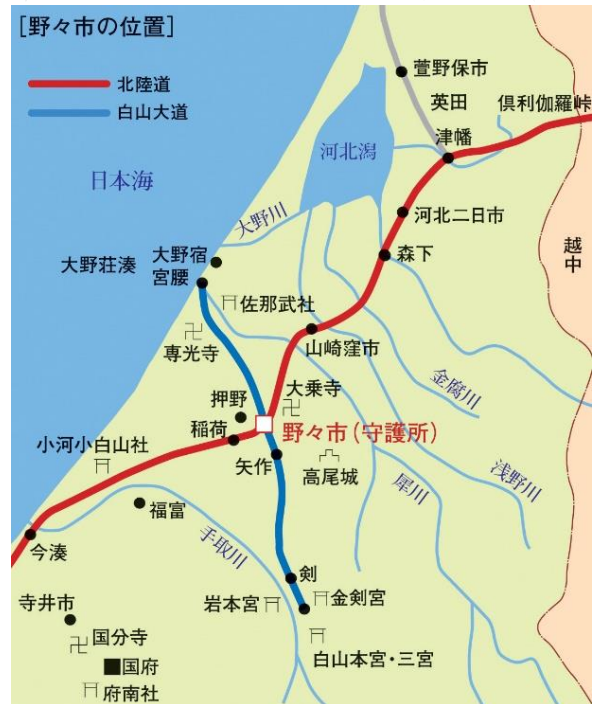 [野々市の位置]
北陸道
白山大道
萱野保市
英田
倶利伽羅峠
津幡
河北潟
日本海
河北二日市
大野川
森下
越中
大野荘湊
大野宿
宮腰
佐那武社
専光寺
山崎窪市
金腐川
大乗寺
押野
稲荷
野々市(守護所)
小河小白山社
矢作
高尾城
浅野川
犀川
福富
手取川
今湊
剣
岩本宮
金剣宮
寺井市
国分寺
白山本宮・三宮
国府
府南社